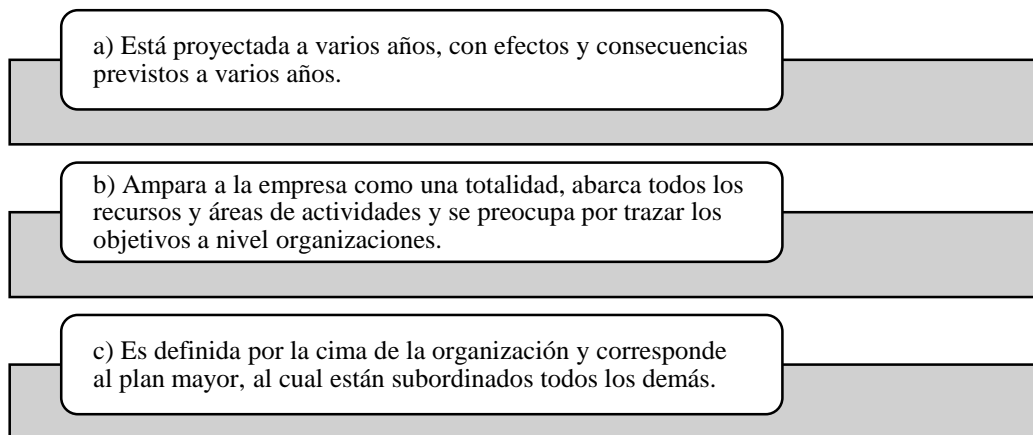 a) Está proyectada a varios años, con efectos y consecuencias
previstos a varios años.
b) Ampara a la empresa como una totalidad, abarca todos los
recursos y áreas de actividades y se preocupa por trazar los
objetivos a nivel organizaciones.
c) Es definida por la cima de la organización y corresponde
al plan mayor, al cual están subordinados todos los demás.